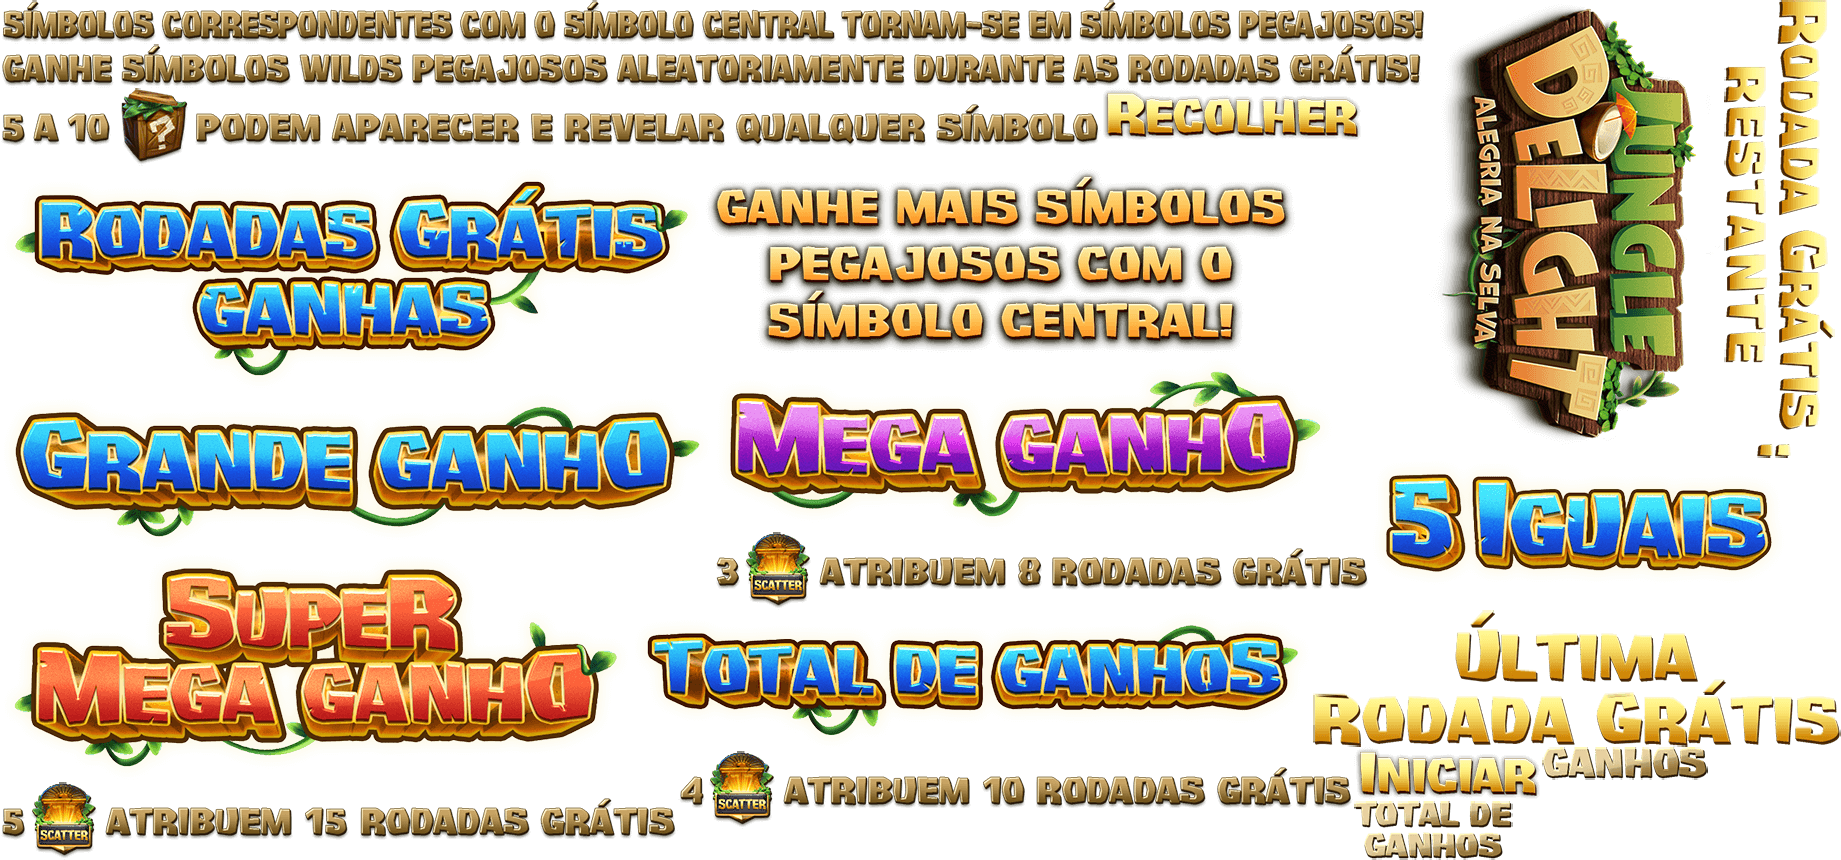 SÍMBOLOS CORRESPONDENTES COM O SÍMBOLO CENTRAL TORNAM-SE EM SÍMBOLOS PEGAJOSOS!
GANHE SÍMBOLOS WILDS PEGAJOSOS ALEATORIAMENTE DURANTE AS RODADAS GRÁTIS!
5 A 10 ? PODEM APARECER E REVELAR QUALQUER SÍMBOLO
RECOLHER
JUNGLE
DELIGHT
ALEGRIA NA SELVA
RODADA GRÁTIS :
RESTANTE
RODADAS GRÁTIS
GANHAS
GANHE MAIS SÍMBOLOS
PEGAJOSOS COM O
SÍMBOLO CENTRAL!
GRANDE GANHO
MEGA GANHO
5 IGUAIS
3 SCATTER ATRIBUEM 8 RODADAS GRÁTIS
SUPER
MEGA GANHO
TOTAL DE GANHOS
ÚLTIMA
RODADA GRÁTIS
INICIAR
GANHOS
4 SCATTER ATRIBUEM 10 RODADAS GRÁTIS
5 SCATTER ATRIBUEM 15 RODADAS GRÁTIS
TOTAL DE
GANHOS